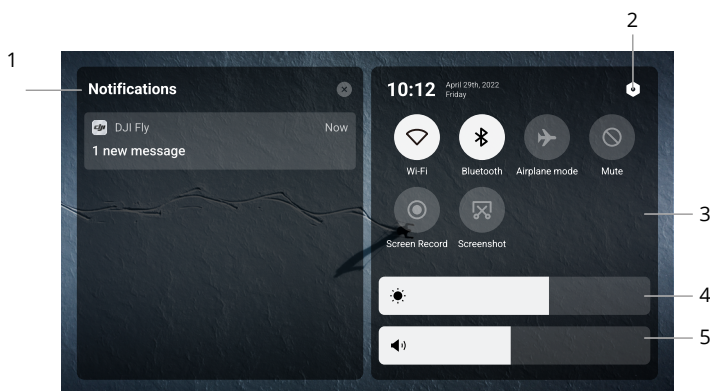 2
1
Notifications
10:12
April 29th, 2022
Friday
dji
DJI Fly
Now
1 new message
Wi-Fi
Bluetooth
Airplane mode
Mute
3
Screen Record
Screenshot
4
5